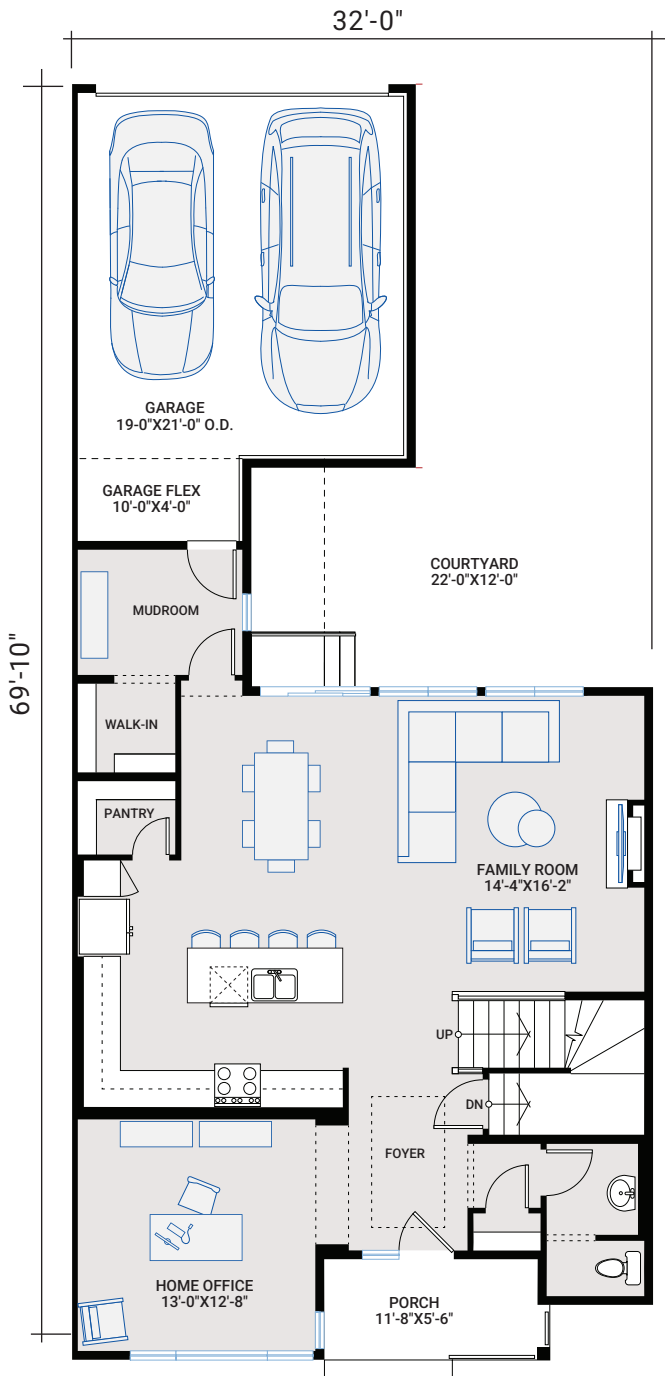 32'-0"
GARAGE
19-0"X21'-0" O.D.
GARAGE FLEX
10'-0"X4'-0"
COURTYARD
22'-0"X12'-0"
MUDROOM
69'-10"
WALK-IN
PANTRY
FAMILY ROOM
14'-4"X16'-2"
UP
DN
FOYER
HOME OFFICE
13'-0"X12'-8"
PORCH
11'-8"X5'-6"